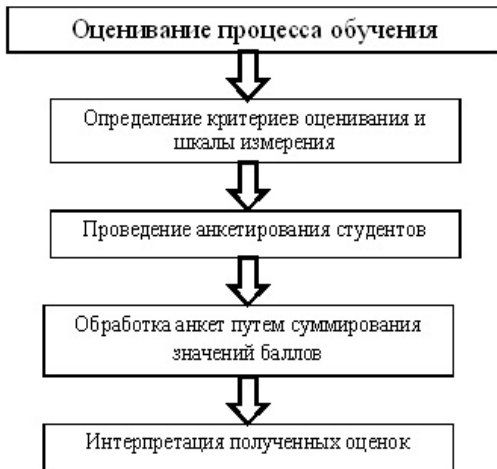 Оценивание процесса обучения
Определение критериев оценивания и
шкалы измерения
Проведение анкетирования студентов
Обработка анкет путем суммирования
значений баллов
Интерпретация полученных оценок